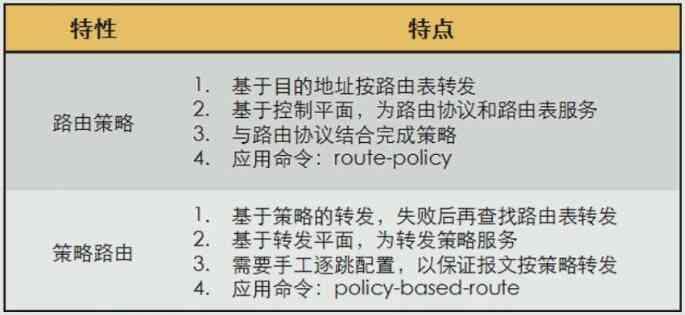 特性 特点
路由策略
1. 基于目的地址按路由表转发
2. 基于控制平面，为路由协议和路由表服务
3. 与路由协议结合完成策略
4. 应用命令：route-policy
策略路由
1. 基于策略的转发，失败后再查找路由表转发
2. 基于转发平面，为转发策略服务
3. 需要手工逐跳配置，以保证报文按策略转发
4. 应用命令：policy-based-route